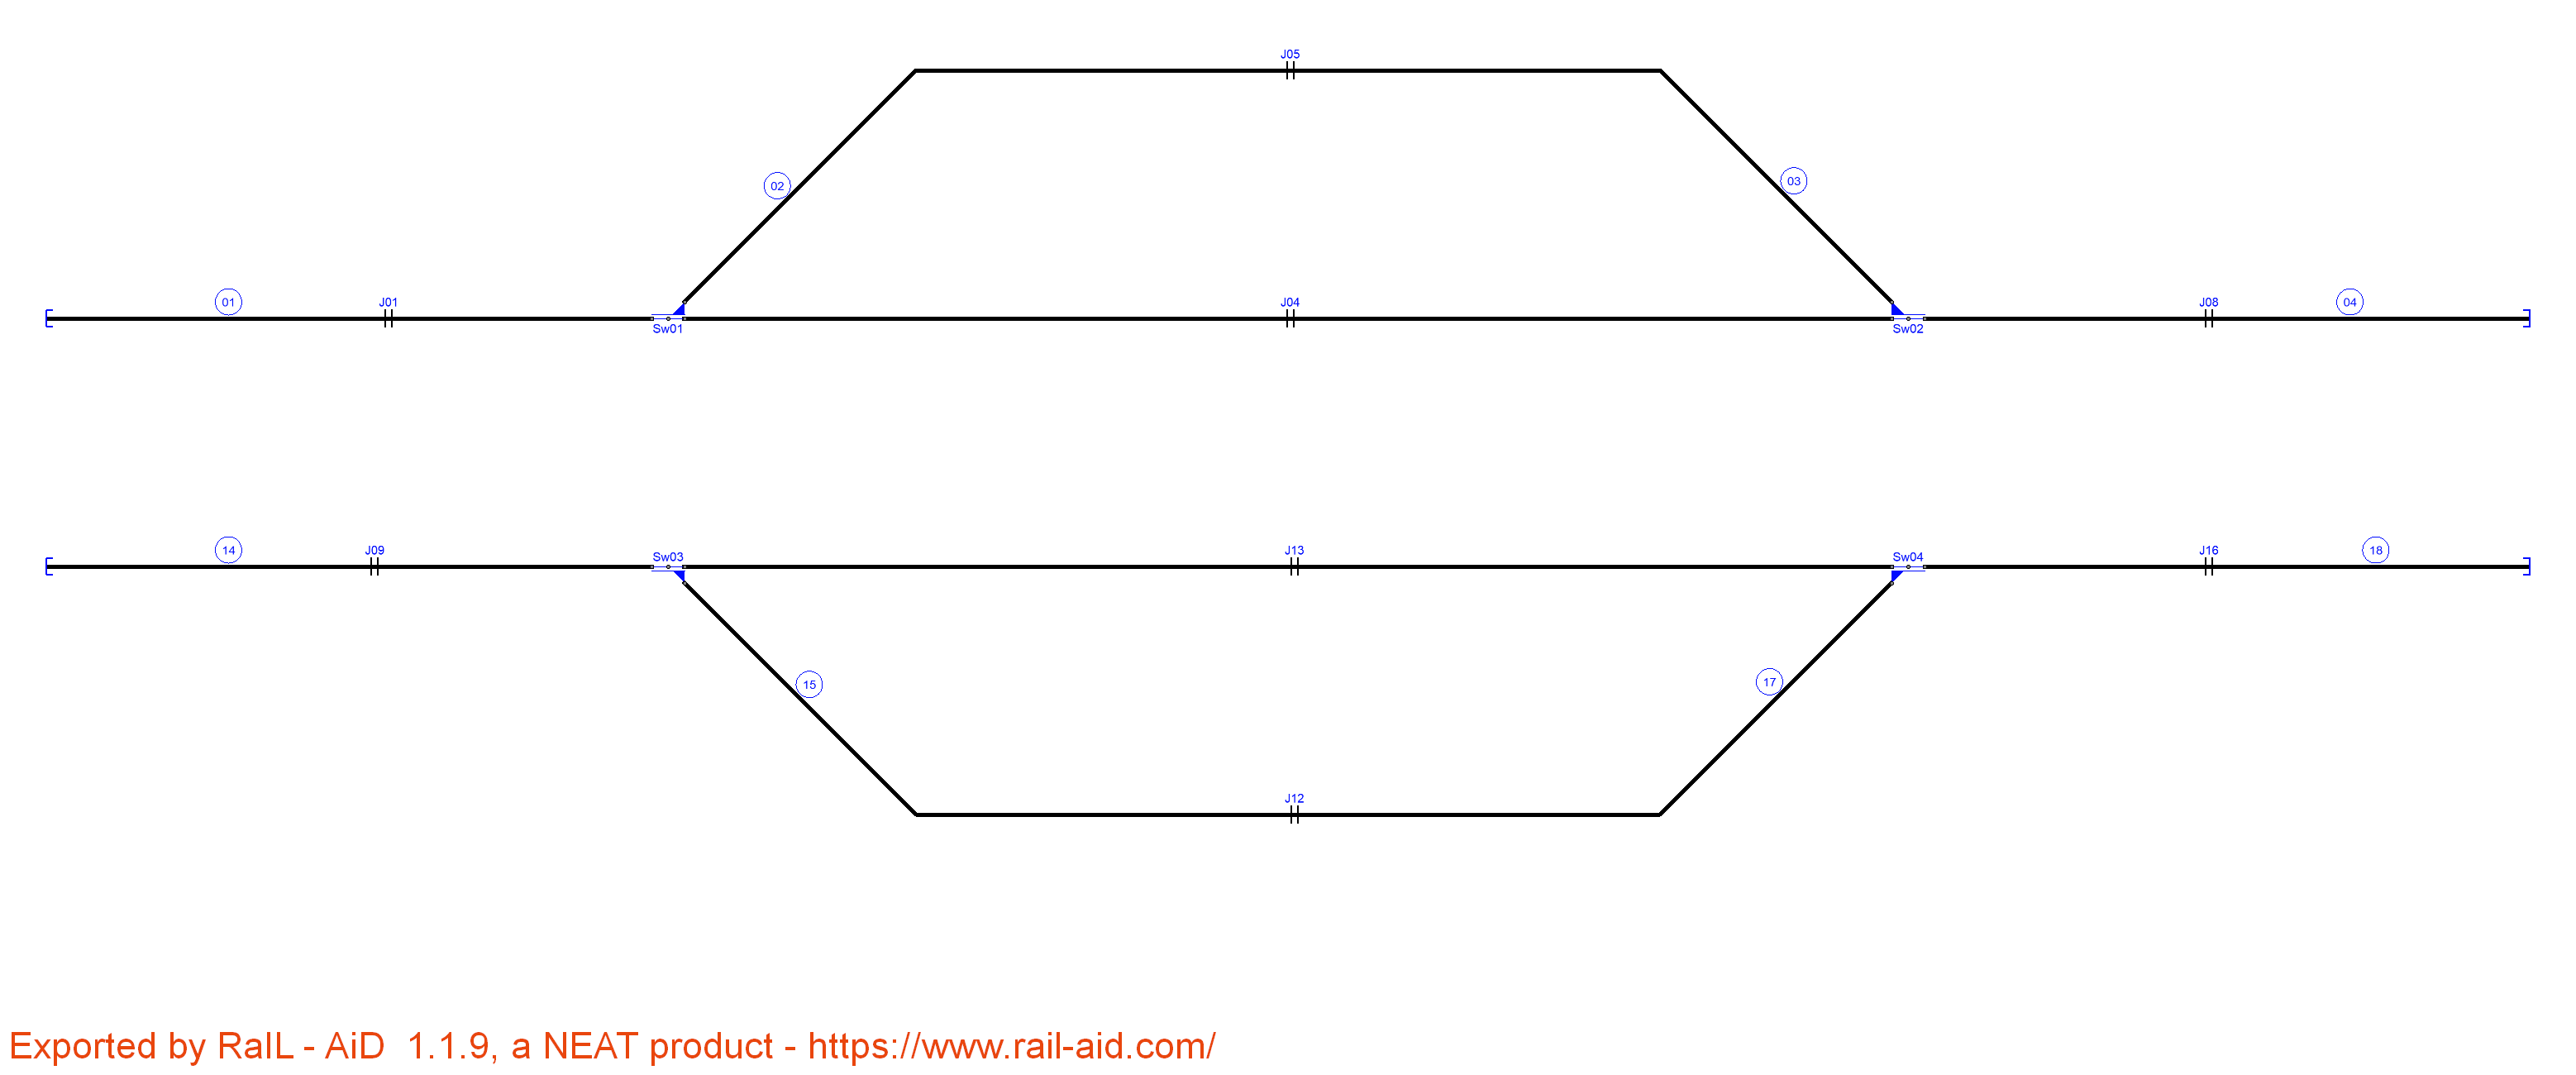 J05
02
03
01
J01
J04
J08
04
Sw01
Sw02
14
J09
Sw03
J13
Sw04
J16
18
15
17
J12
Exported by RaIL - AiD  1.1.9, a NEAT product - https://www.rail-aid.com/